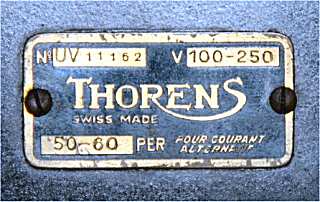 No UV 11162 V 100-250
THORENS
SWISS MADE
50-60 PER POUR COURANT
ALTERNATIF